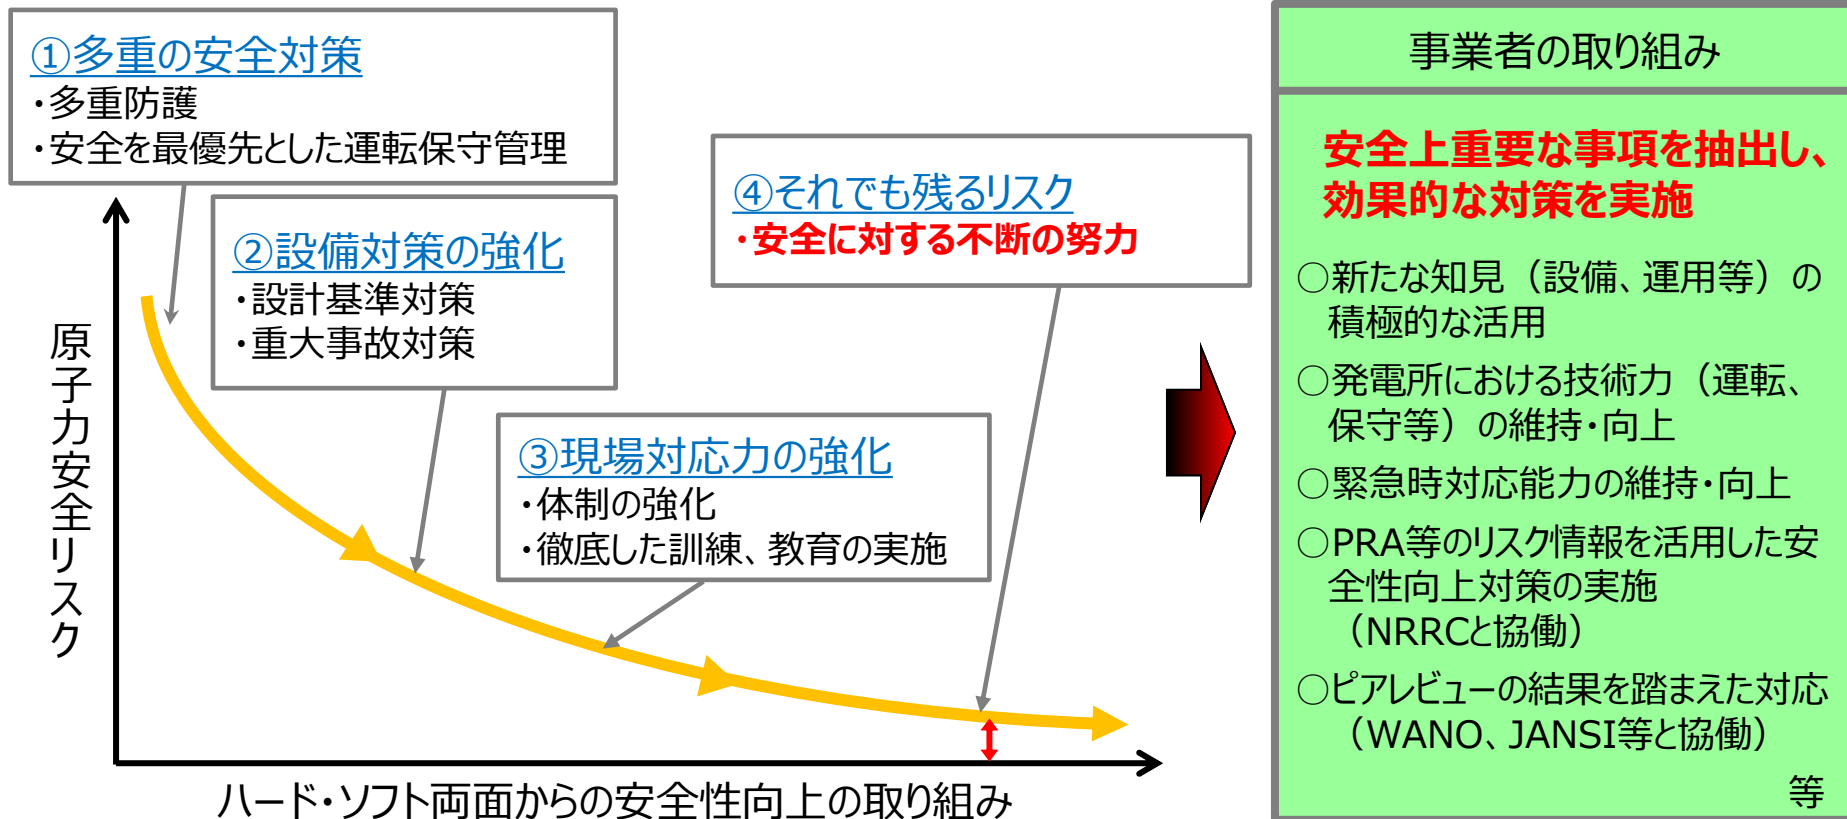 ①多重の安全対策
・多重防護
・安全を最優先とした運転保守管理
②設備対策の強化
・設計基準対策
・重大事故対策
③現場対応力の強化
・体制の強化
・徹底した訓練、教育の実施
④それでも残るリスク
・安全に対する不断の努力
原子力安全リスク
ハード・ソフト両面からの安全性向上の取り組み
事業者の取り組み
安全上重要な事項を抽出し、
効果的な対策を実施
○新たな知見（設備、運用等）の
積極的な活用
○発電所における技術力（運転、
保守等）の維持・向上
○緊急時対応能力の維持・向上
○PRA等のリスク情報を活用した安
全性向上対策の実施
（NRRCと協働）
○ピアレビューの結果を踏まえた対応
（WANO、JANSI等と協働）
等